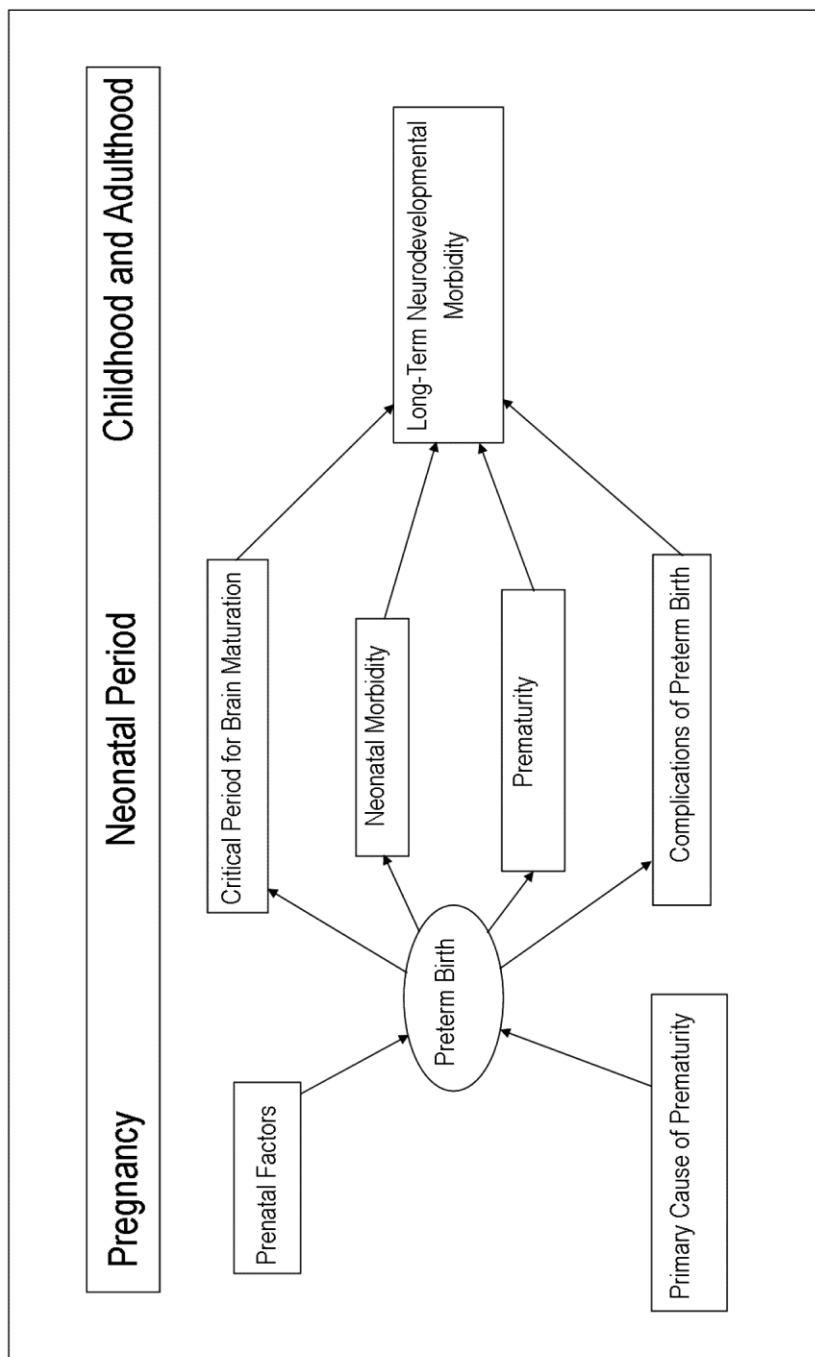 Pregnancy Neonatal Period Childhood and Adulthood
Prenatal Factors
Primary Cause of Prematurity
Preterm Birth
Critical Period for Brain Maturation
Neonatal Morbidity
Prematurity
Complications of Preterm Birth
Long-Term Neurodevelopmental
Morbidity